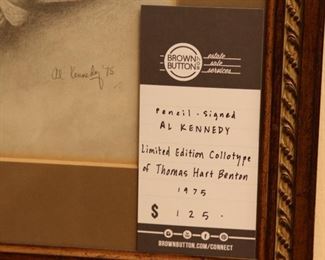 Al Kennedy '75
BROWN
BUTTON
estate
sale
services
Pencil-Signed
AL KENNEDY
Limited Edition Collotype
of Thomas Hart Benton
1975
$ 125.
BROWNBUTTON.COM/CONNECT